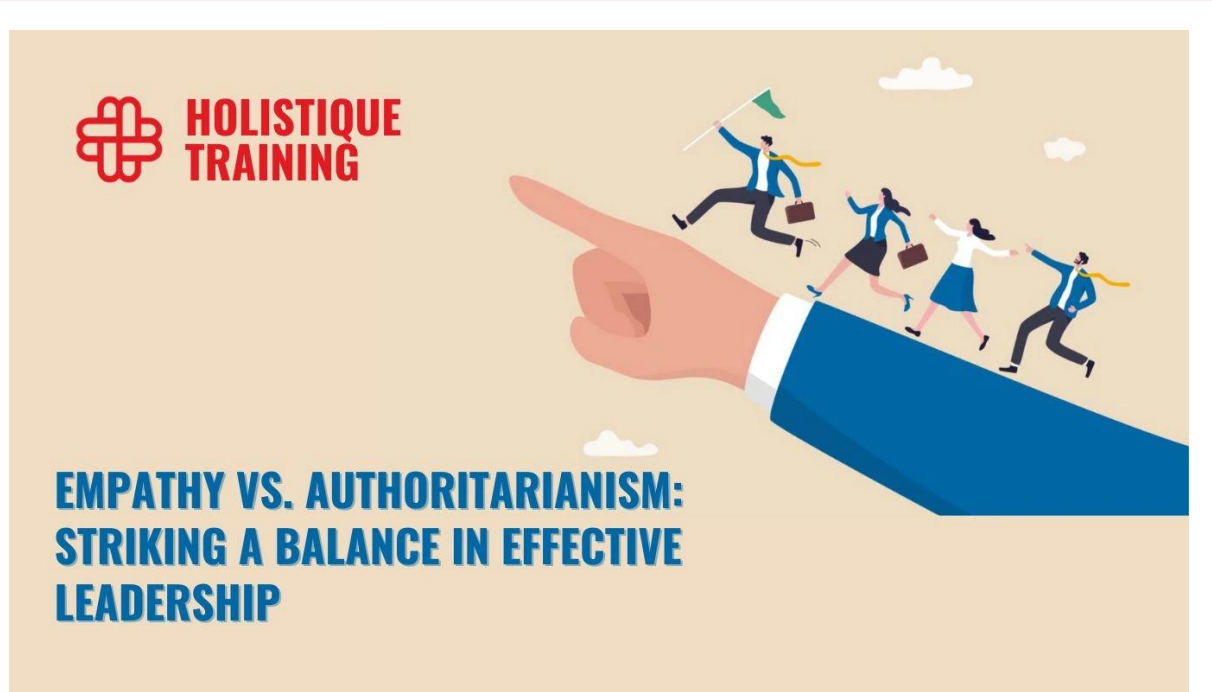 HOLISTIQUE
TRAINING
EMPATHY VS. AUTHORITARIANISM:
STRIKING A BALANCE IN EFFECTIVE
LEADERSHIP